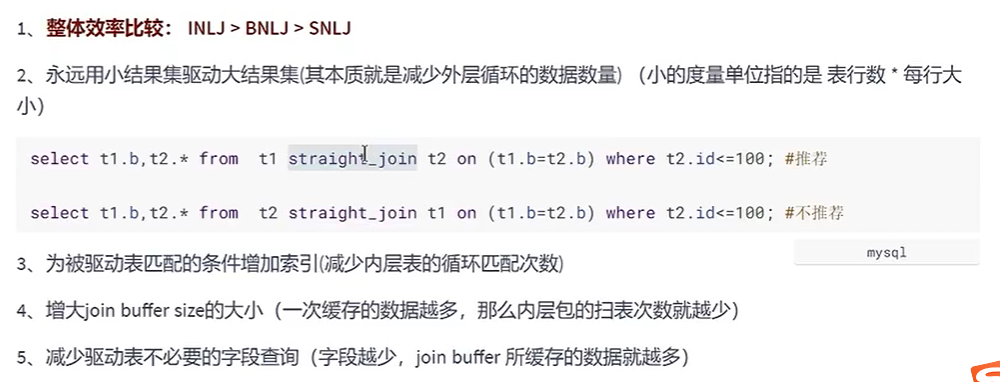 1、整体效率比较： INLJ > BNLJ > SNLJ
2、永远用小结果集驱动大结果集(其本质就是减少外层循环的数据数量) （小的度量单位指的是 表行数 * 每行大
小）
select t1.b,t2.* from  t1 straight_join t2 on (t1.b=t2.b) where t2.id<=100; #推荐
select t1.b,t2.* from  t2 straight_join t1 on (t1.b=t2.b) where t2.id<=100; #不推荐
mysql
3、为被驱动表匹配的条件增加索引(减少内层表的循环匹配次数)
4、增大join buffer size的大小（一次缓存的数据越多，那么内层包的扫表次数就越少）
5、减少驱动表不必要的字段查询（字段越少，join buffer 所缓存的数据就越多）